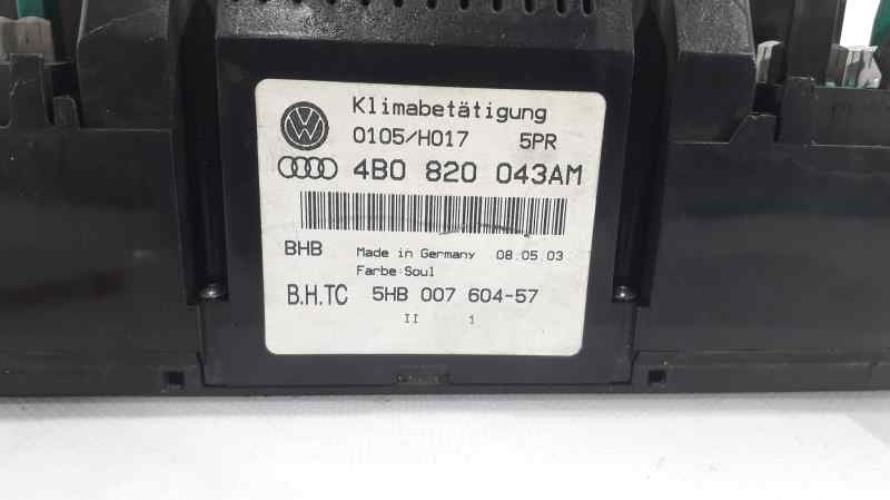 Klimabetätigung
0105/H017 5PR
4B0 820 043AM
BHB Made in Germany 08.05.03
Farbe:Soul
B.H.TC 5HB 007 604-57
II 1